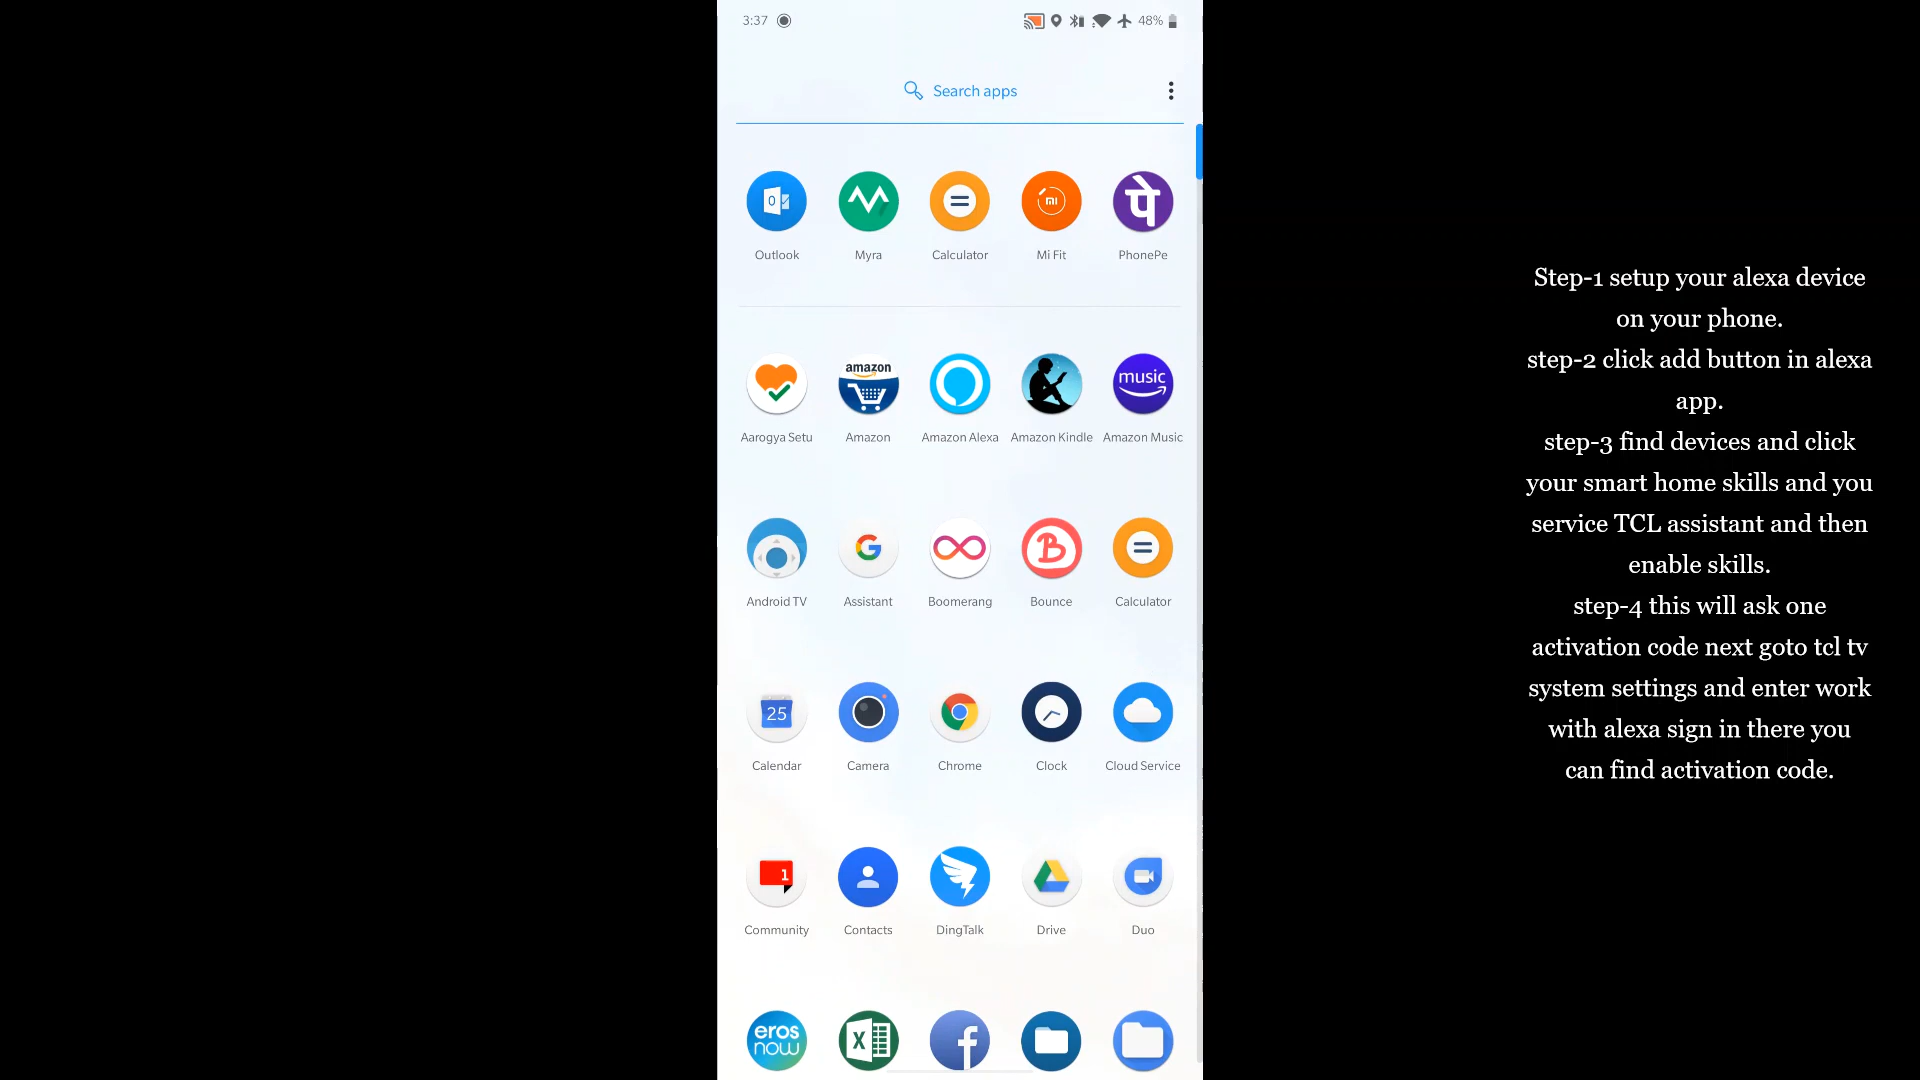 3:37
48%
Search apps
Outlook
Myra
Calculator
Mi Fit
PhonePe
पे
mi
Aarogya Setu
amazon
Amazon
Amazon Alexa
Amazon Kindle
music
Amazon Music
Android TV
Assistant
Boomerang
Bounce
Calculator
25
Calendar
Camera
Chrome
Clock
Cloud Service
1
Community
Contacts
DingTalk
Drive
Duo
eros
now
Step-1 setup your alexa device
on your phone.
step-2 click add button in alexa
app.
step-3 find devices and click
your smart home skills and you
service TCL assistant and then
enable skills.
step-4 this will ask one
activation code next goto tcl tv
system settings and enter work
with alexa sign in there you
can find activation code.